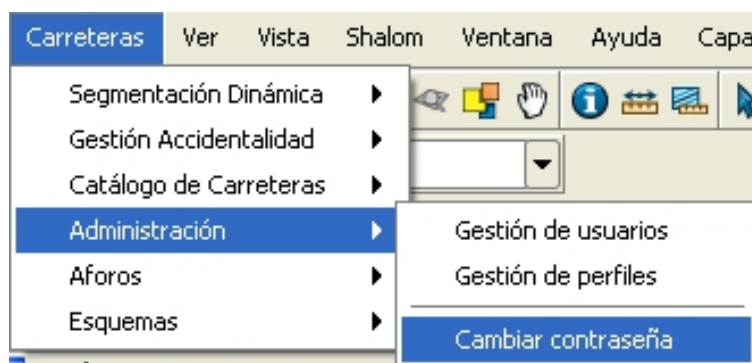 Carreteras Ver Vista Shalom Ventana Ayuda Capa
Segmentación Dinámica
Gestión Accidentalidad
Catálogo de Carreteras
Administración
Gestión de usuarios
Aforos
Gestión de perfiles
Esquemas
Cambiar contraseña